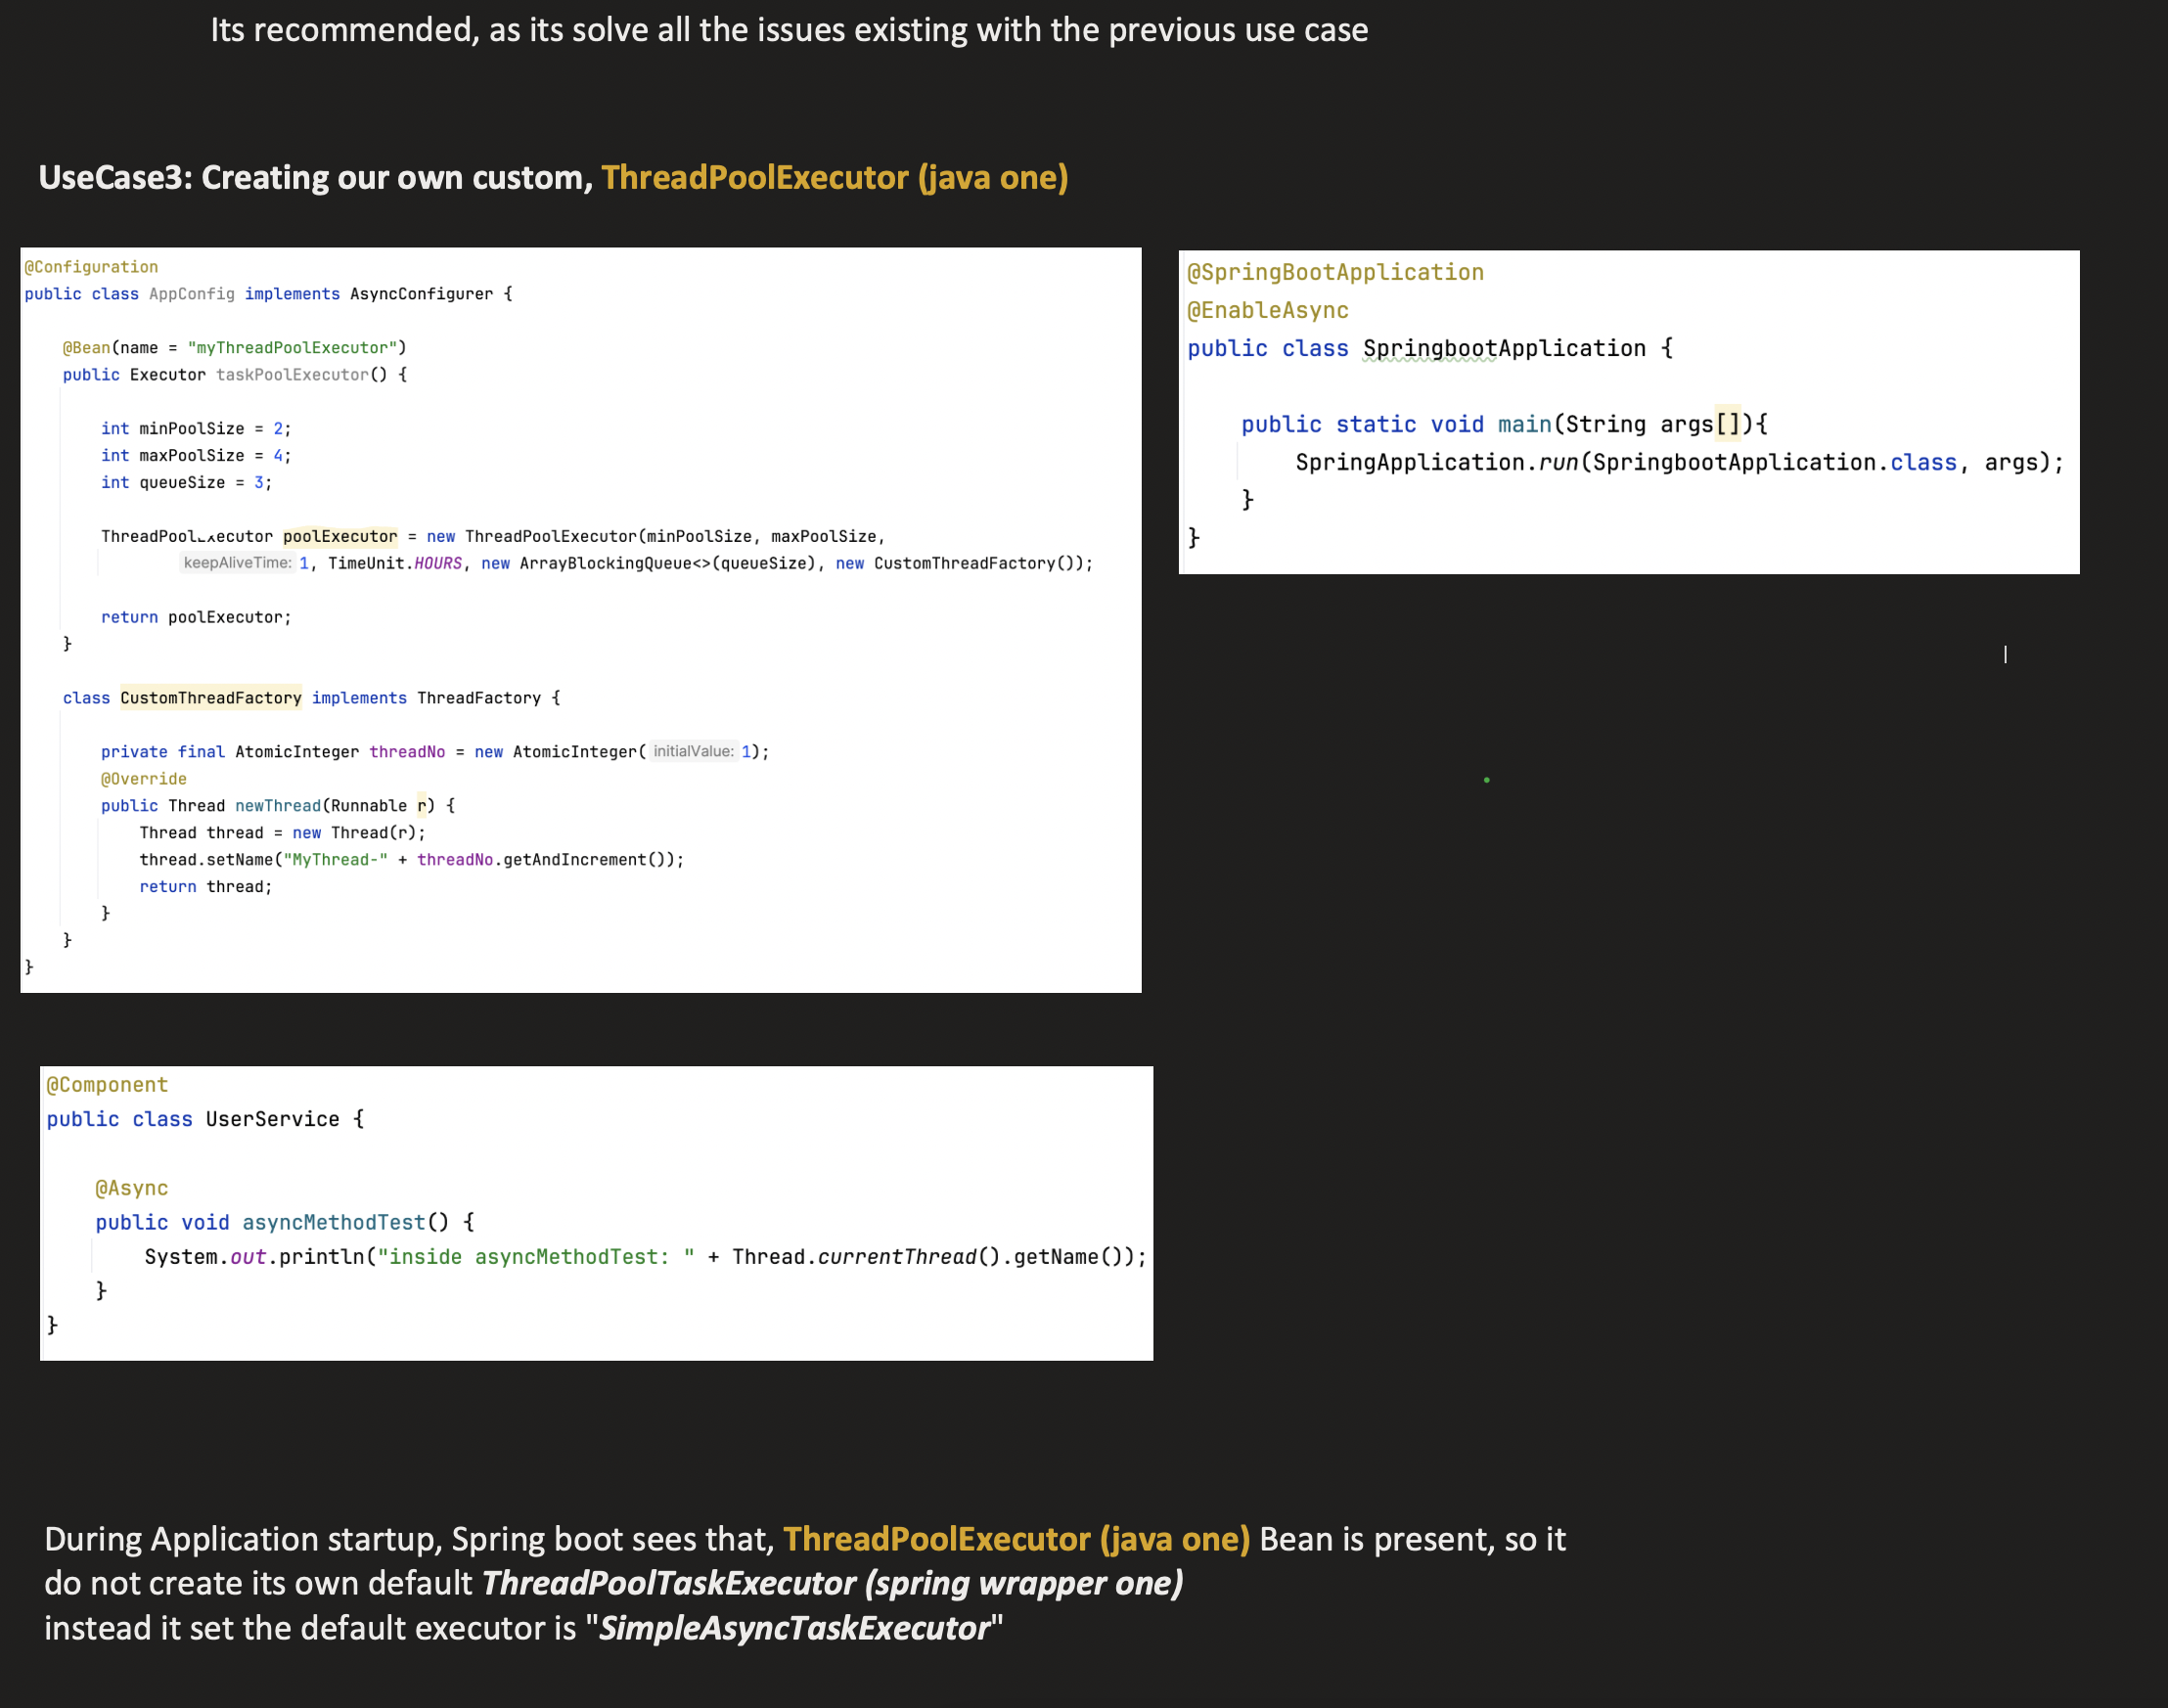 Its recommended, as its solve all the issues existing with the previous use case
UseCase3: Creating our own custom, ThreadPoolExecutor (java one)
@Configuration
public class AppConfig implements AsyncConfigurer {
@Bean(name = "myThreadPoolExecutor")
public Executor taskPoolExecutor() {
int minPoolSize = 2;
int maxPoolSize = 4;
int queueSize = 3;
ThreadPoolExecutor poolExecutor = new ThreadPoolExecutor(minPoolSize, maxPoolSize,
keepAliveTime: 1, TimeUnit.HOURS, new ArrayBlockingQueue<>(queueSize), new CustomThreadFactory());
return poolExecutor;
}
class CustomThreadFactory implements ThreadFactory {
private final AtomicInteger threadNo = new AtomicInteger( initialValue: 1);
@Override
public Thread newThread(Runnable r) {
Thread thread = new Thread(r);
thread.setName("MyThread-" + threadNo.getAndIncrement());
return thread;
}
}
}
@SpringBootApplication
@EnableAsync
public class SpringbootApplication {
public static void main(String args[]){
SpringApplication.run(SpringbootApplication.class, args);
}
}
@Component
public class UserService {
@Async
public void asyncMethodTest() {
System.out.println("inside asyncMethodTest: " + Thread.currentThread().getName());
}
}
During Application startup, Spring boot sees that, ThreadPoolExecutor (java one) Bean is present, so it
do not create its own default ThreadPoolTaskExecutor (spring wrapper one)
instead it set the default executor is "SimpleAsyncTaskExecutor"